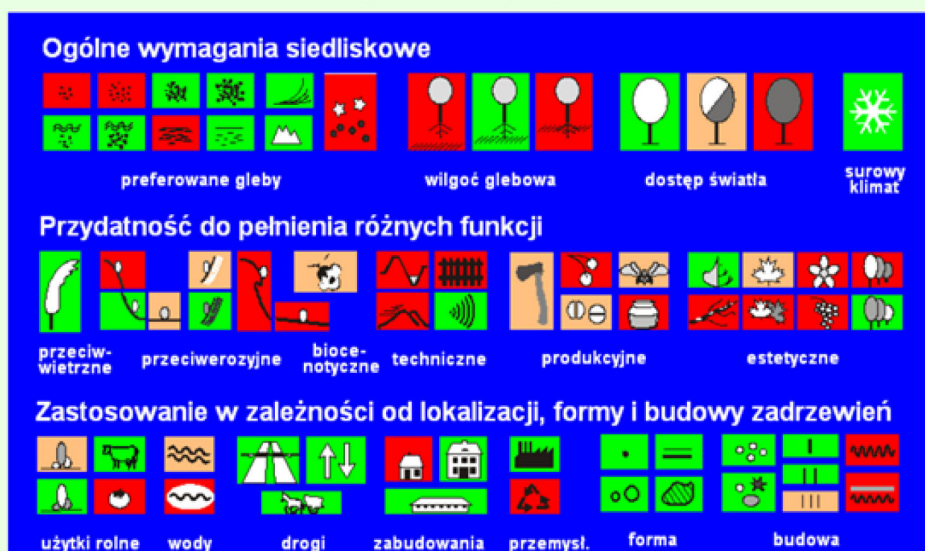 Ogólne wymagania siedliskowe
preferowane gleby
wilgoć glebowa
dostęp światła
surowy
klimat
Przydatność do pełnienia różnych funkcji
przeciw-
wietrzne
przeciwerozyjne
bioce-
notyczne
techniczne
produkcyjne
estetyczne
Zastosowanie w zależności od lokalizacji, formy i budowy zadrzewień
użytki rolne
wody
drogi
zabudowania
przemysł.
forma
budowa